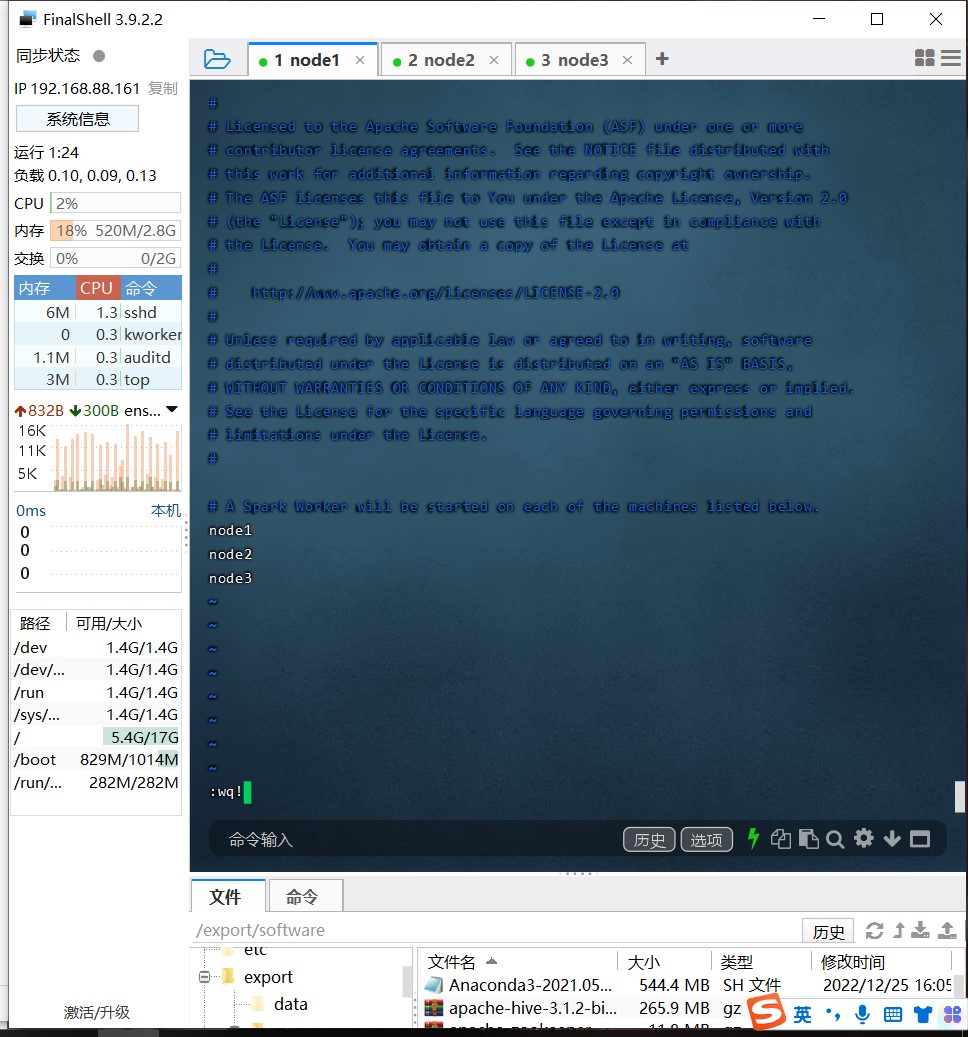 FinalShell 3.9.2.2
同步状态
IP 192.168.88.161 复制
系统信息
运行 1:24
负载 0.10, 0.09, 0.13
CPU 2%
内存 18% 520M/2.8G
交换 0% 0/2G
内存 CPU 命令
6M 1.3 sshd
0 0.3 kworker
1.1M 0.3 auditd
3M 0.3 top
832B 300B ens...
16K
11K
5K
0ms 本机
0
0
0
路径 可用/大小
/dev 1.4G/1.4G
/dev/... 1.4G/1.4G
/run 1.4G/1.4G
/sys/... 1.4G/1.4G
/ 5.4G/17G
/boot 829M/1014M
/run/... 282M/282M
激活/升级
1 node1 × 2 node2 × 3 node3 × +
#
# Licensed to the Apache Software Foundation (ASF) under one or more
# contributor license agreements.  See the NOTICE file distributed with
# this work for additional information regarding copyright ownership.
# The ASF licenses this file to You under the Apache License, Version 2.0
# (the "License"); you may not use this file except in compliance with
# the License.  You may obtain a copy of the License at
#
#    http://www.apache.org/licenses/LICENSE-2.0
#
# Unless required by applicable law or agreed to in writing, software
# distributed under the License is distributed on an "AS IS" BASIS,
# WITHOUT WARRANTIES OR CONDITIONS OF ANY KIND, either express or implied.
# See the License for the specific language governing permissions and
# limitations under the License.
#
# A Spark Worker will be started on each of the machines listed below.
node1
node2
node3
~
~
~
~
~
~
~
~
:wq!
命令输入 历史 选项
文件 命令
/export/software 历史
etc
export
data
文件名 大小 类型 修改时间
Anaconda3-2021.05... 544.4 MB SH 文件 2022/12/25 16:05
apache-hive-3.1.2-bi... 265.9 MB gz
apache-zookeeper... 11.8 MB gz
S 英